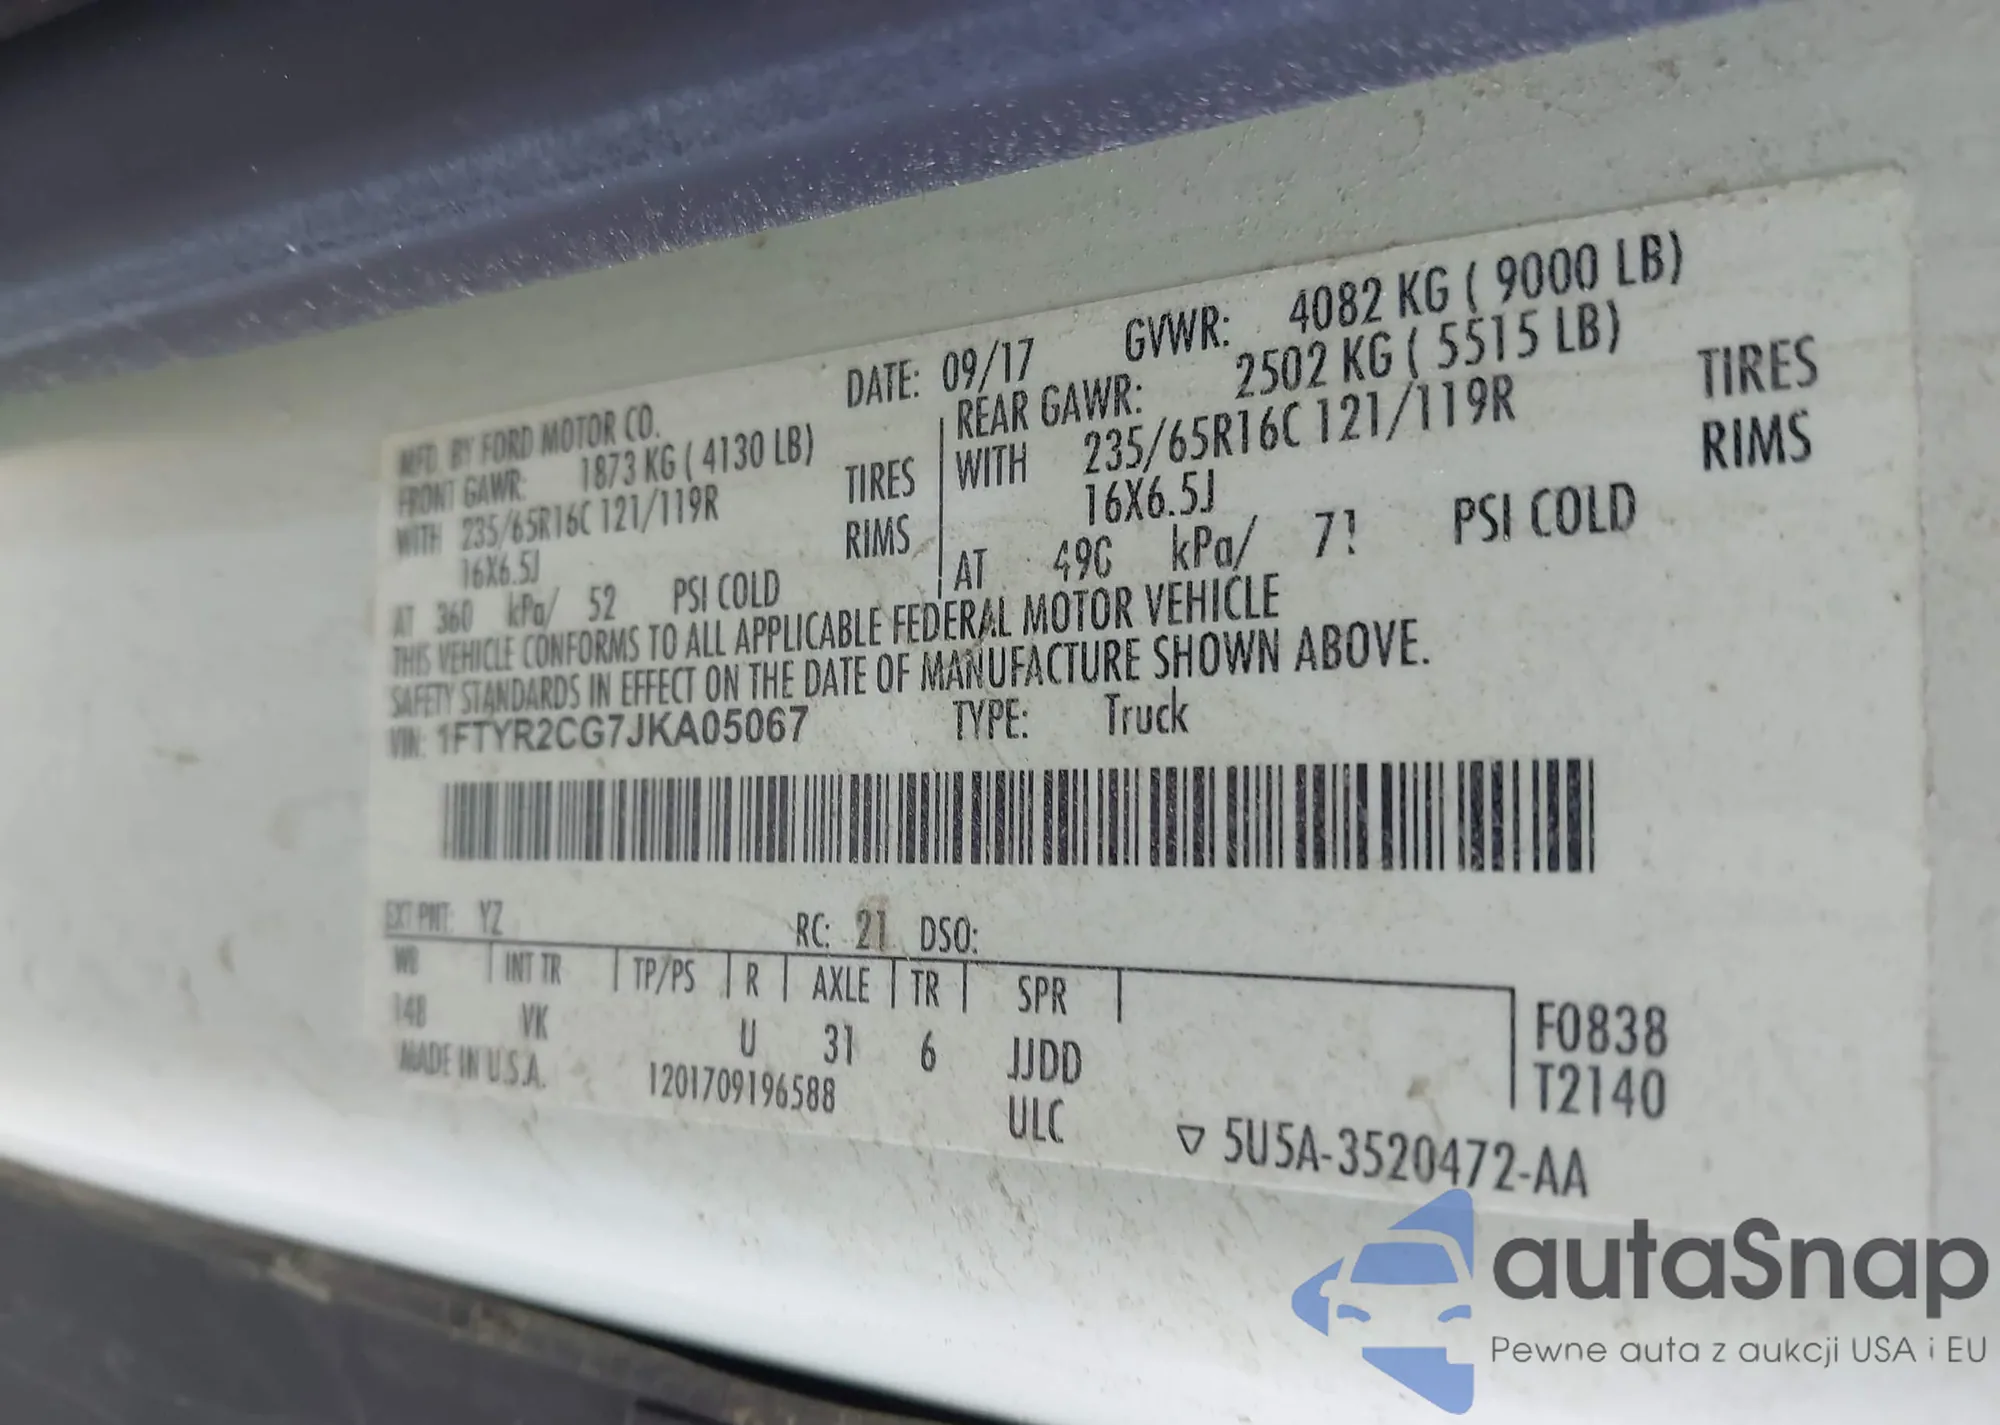 MFD. BY FORD MOTOR CO.
DATE: 09/17 GVWR: 4082 KG ( 9000 LB)
FRONT GAWR: 1873 KG ( 4130 LB)
WITH 235/65R16C 121/119R TIRES
16X6.5J RIMS
AT 360 kPa/ 52 PSI COLD
REAR GAWR: 2502 KG ( 5515 LB)
WITH 235/65R16C 121/119R TIRES
16X6.5J RIMS
AT 490 kPa/ 71 PSI COLD
THIS VEHICLE CONFORMS TO ALL APPLICABLE FEDERAL MOTOR VEHICLE
SAFETY STANDARDS IN EFFECT ON THE DATE OF MANUFACTURE SHOWN ABOVE.
VIN: 1FTYR2CG7JKA05067 TYPE: Truck
EXT PNT: YZ RC: 21 DSO:
WB INT TR TP/PS R AXLE TR SPR
148 VK U 31 6 JJDD
F0838
T2140
MADE IN U.S.A. 1201709196588 ULC
▽ 5U5A-3520472-AA
autaSnap
Pewne auta z aukcji USA i EU